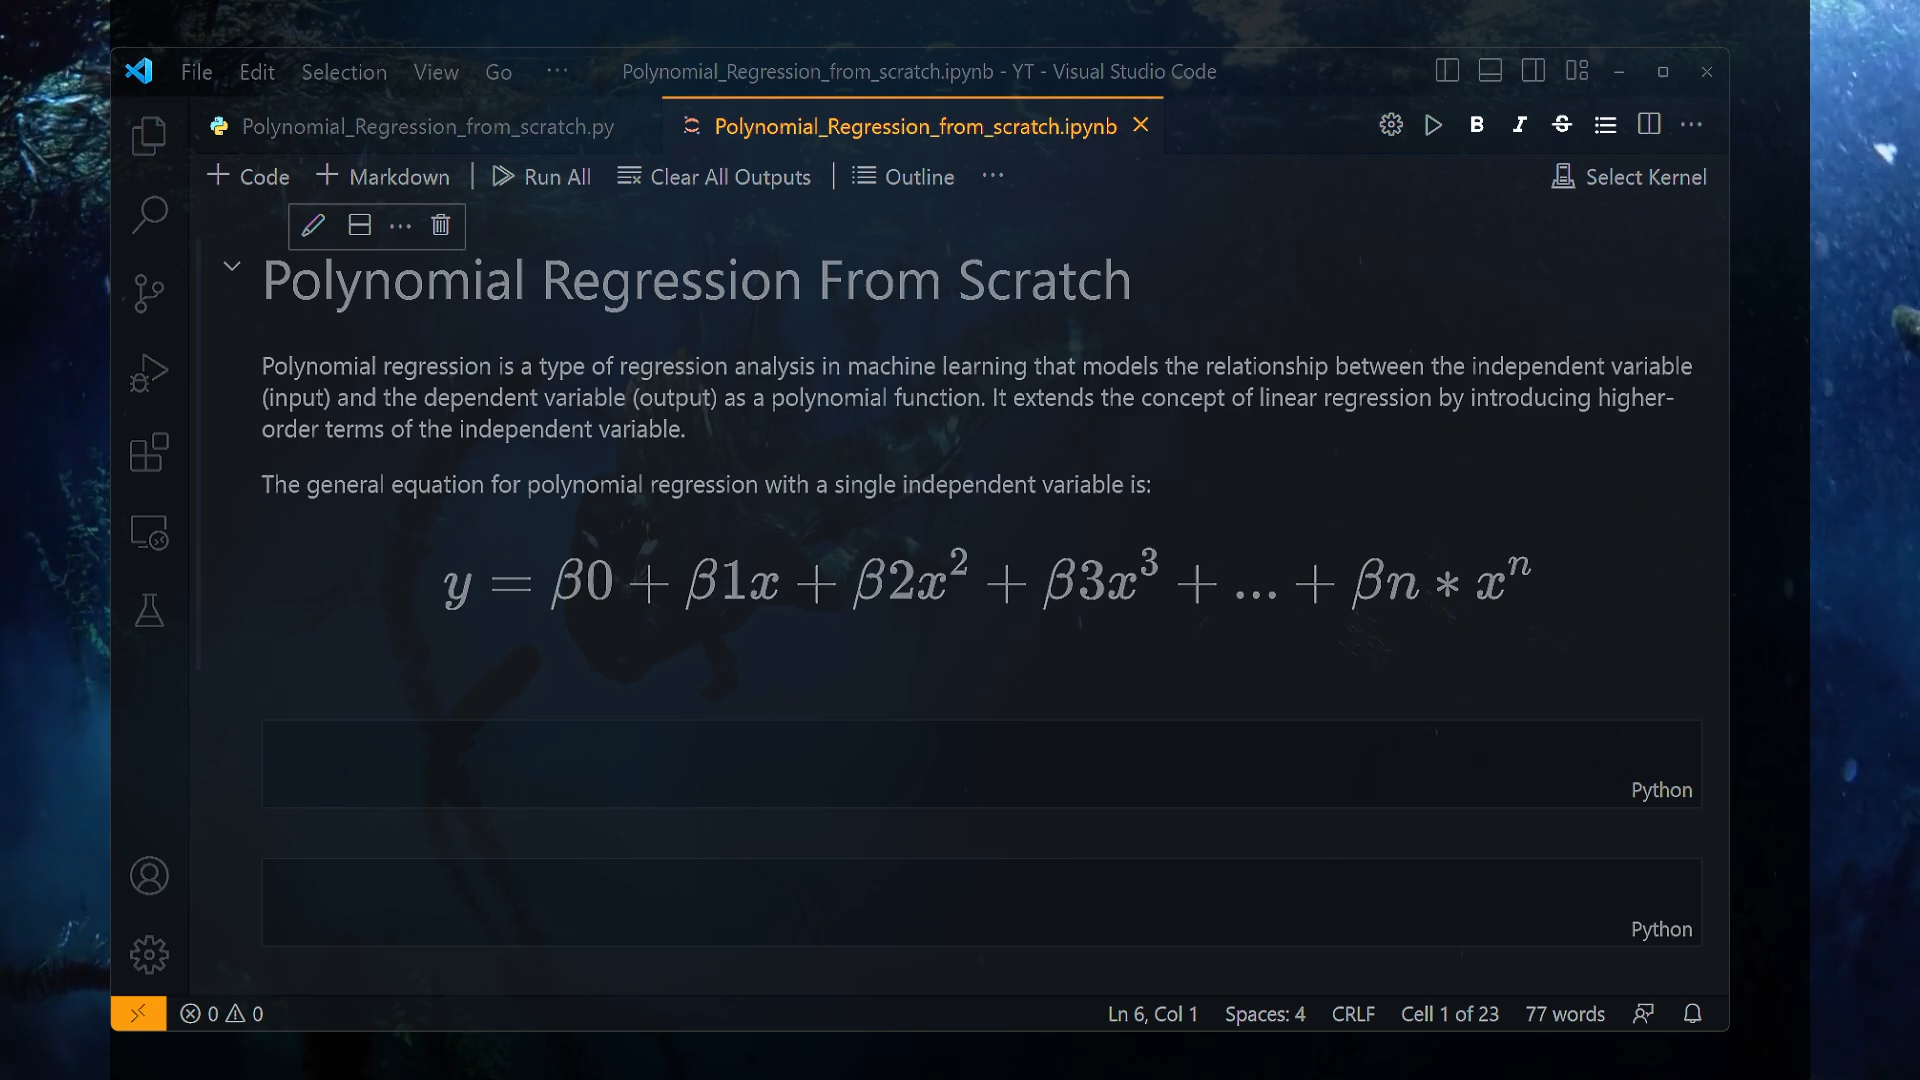 File Edit Selection View Go ... Polynomial_Regression_from_scratch.ipynb - YT - Visual Studio Code
Polynomial_Regression_from_scratch.py Polynomial_Regression_from_scratch.ipynb
B I S ...
+ Code + Markdown | Run All Clear All Outputs | Outline ... Select Kernel
Polynomial Regression From Scratch
Polynomial regression is a type of regression analysis in machine learning that models the relationship between the independent variable
(input) and the dependent variable (output) as a polynomial function. It extends the concept of linear regression by introducing higher-
order terms of the independent variable.
The general equation for polynomial regression with a single independent variable is:
y = β0 + β1x + β2x² + β3x³ + ... + βn * xⁿ
Python
Python
0 0 Ln 6, Col 1 Spaces: 4 CRLF Cell 1 of 23 77 words